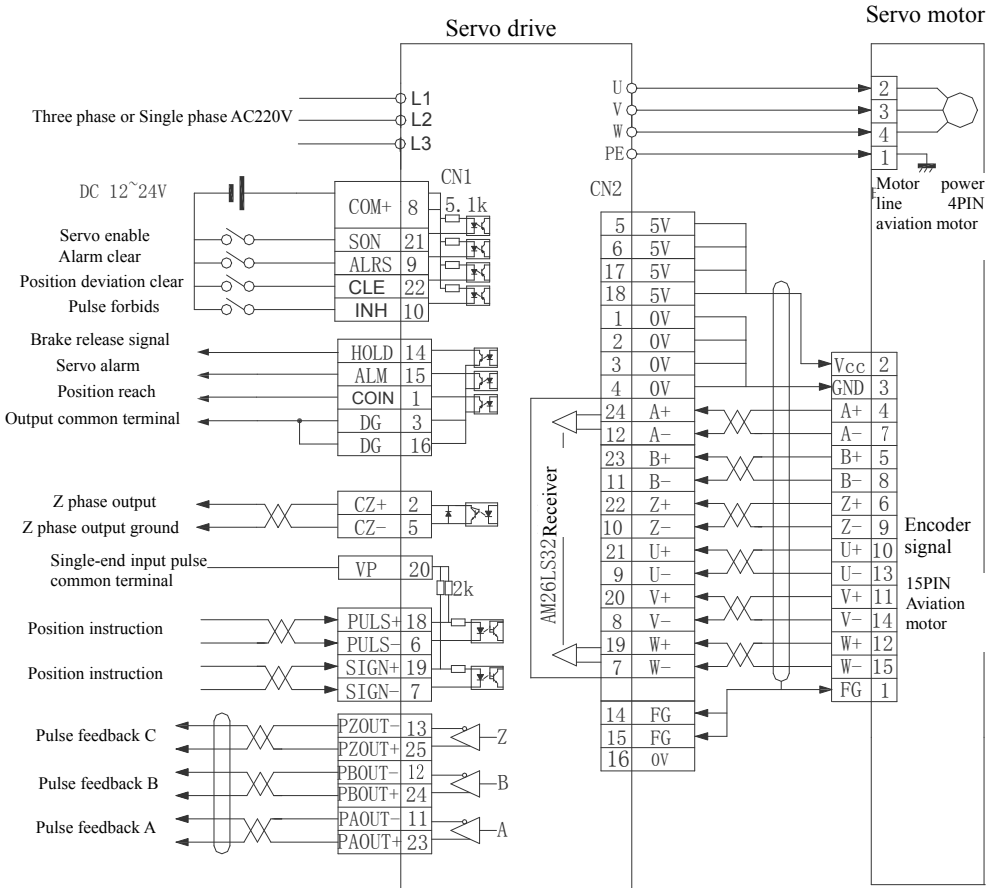 Servo motor
Servo drive
L1
Three phase or Single phase AC220V
L2
L3
U
V
W
PE
2
3
4
1
Motor power
line 4PIN
aviation motor
CN1
CN2
DC 12~24V
COM+ 8
5.1k
Servo enable
SON 21
Alarm clear
ALRS 9
Position deviation clear
CLE 22
Pulse forbids
INH 10
Brake release signal
HOLD 14
Servo alarm
ALM 15
Position reach
COIN 1
Output common terminal
DG 3
DG 16
Z phase output
CZ+ 2
Z phase output ground
CZ- 5
Single-end input pulse
common terminal
VP 20
2k
Position instruction
PULS+ 18
PULS- 6
Position instruction
SIGN+ 19
SIGN- 7
Pulse feedback C
PZOUT- 13
PZOUT+ 25
Z
Pulse feedback B
PBOUT- 12
PBOUT+ 24
B
Pulse feedback A
PAOUT- 11
PAOUT+ 23
A
5 5V
6 5V
17 5V
18 5V
1 0V
2 0V
3 0V
4 0V
24 A+
12 A-
23 B+
11 B-
22 Z+
10 Z-
21 U+
9 U-
20 V+
8 V-
19 W+
7 W-
14 FG
15 FG
16 0V
AM26LS32Receiver
Vcc 2
GND 3
A+ 4
A- 7
B+ 5
B- 8
Z+ 6
Z- 9
U+ 10
U- 13
V+ 11
V- 14
W+ 12
W- 15
FG 1
Encoder
signal
15PIN
Aviation
motor